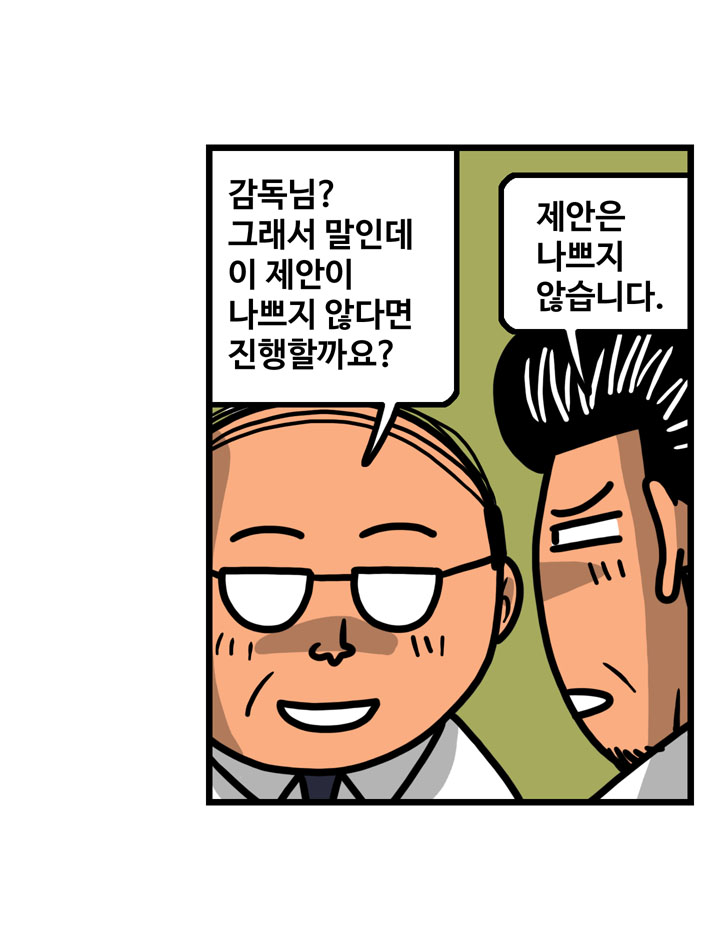 감독님?
그래서 말인데
이 제안이
나쁘지 않다면
진행할까요?
제안은
나쁘지
않습니다.